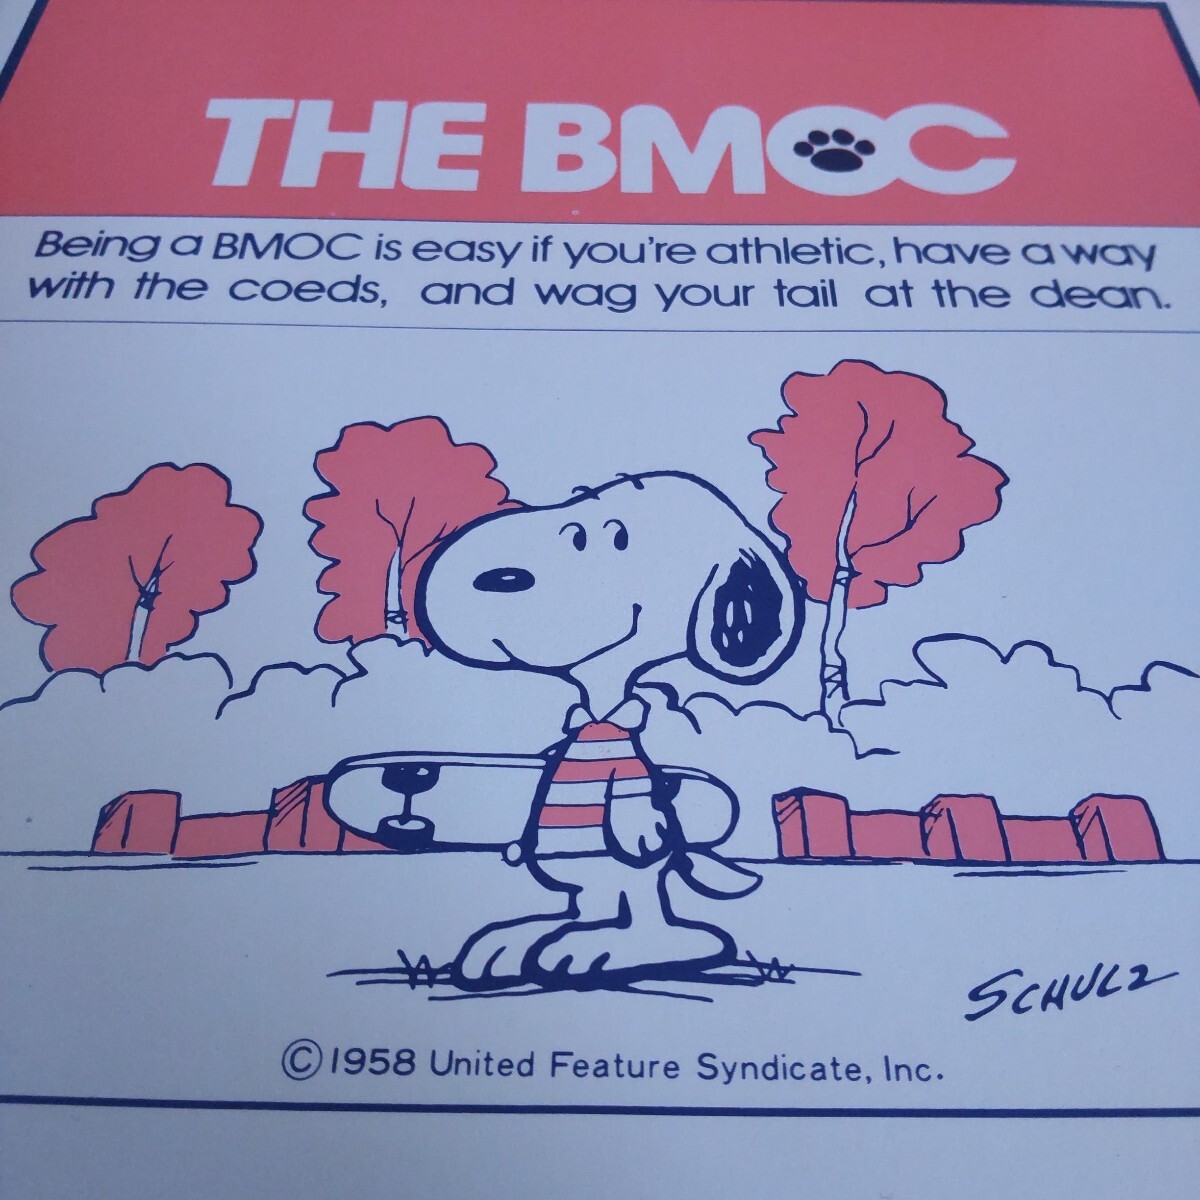 THE BMOC
Being a BMOC is easy if you're athletic, have a way
with the coeds, and wag your tail at the dean.
SCHULZ
©1958 United Feature Syndicate, Inc.